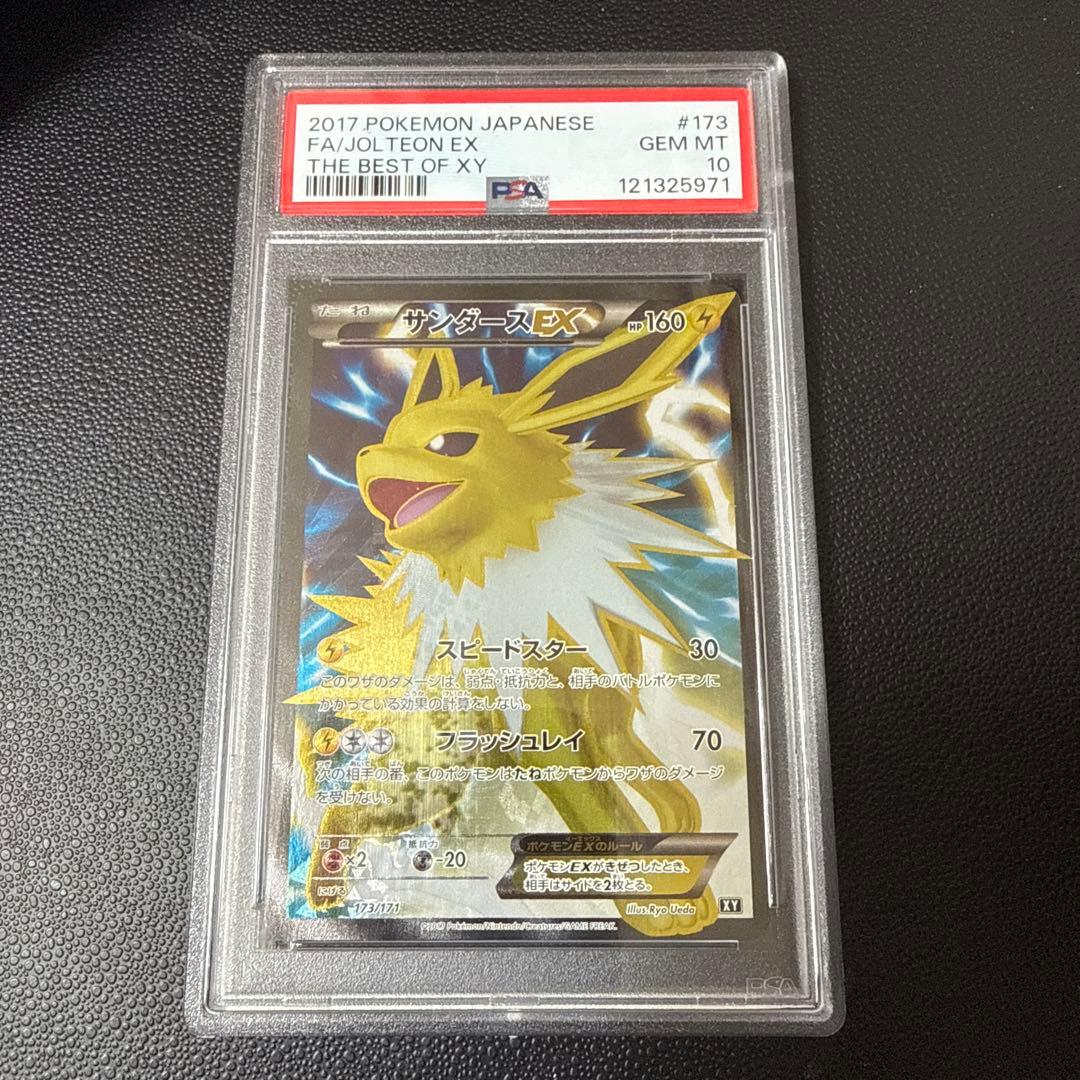 2017 POKEMON JAPANESE #173
FA/JOLTEON EX GEM MT
THE BEST OF XY 10
PSA 121325971
たね サンダースEX HP160
スピードスター 30
このワザのダメージは、弱点・抵抗力と、相手のバトルポケモンに
かかっている効果の計算をしない。
フラッシュレイ 70
次の相手の番、このポケモンはたねポケモンからワザのダメージ
を受けない。
弱点 抵抗力
×2 -20
ポケモンEXのルール
ポケモンEXがきぜつしたとき、
相手はサイドを2枚とる。
にげる
173/171 illus.Ryo Ueda XY
©2017 Pokémon/Nintendo/Creatures/GAME FREAK.
PSA